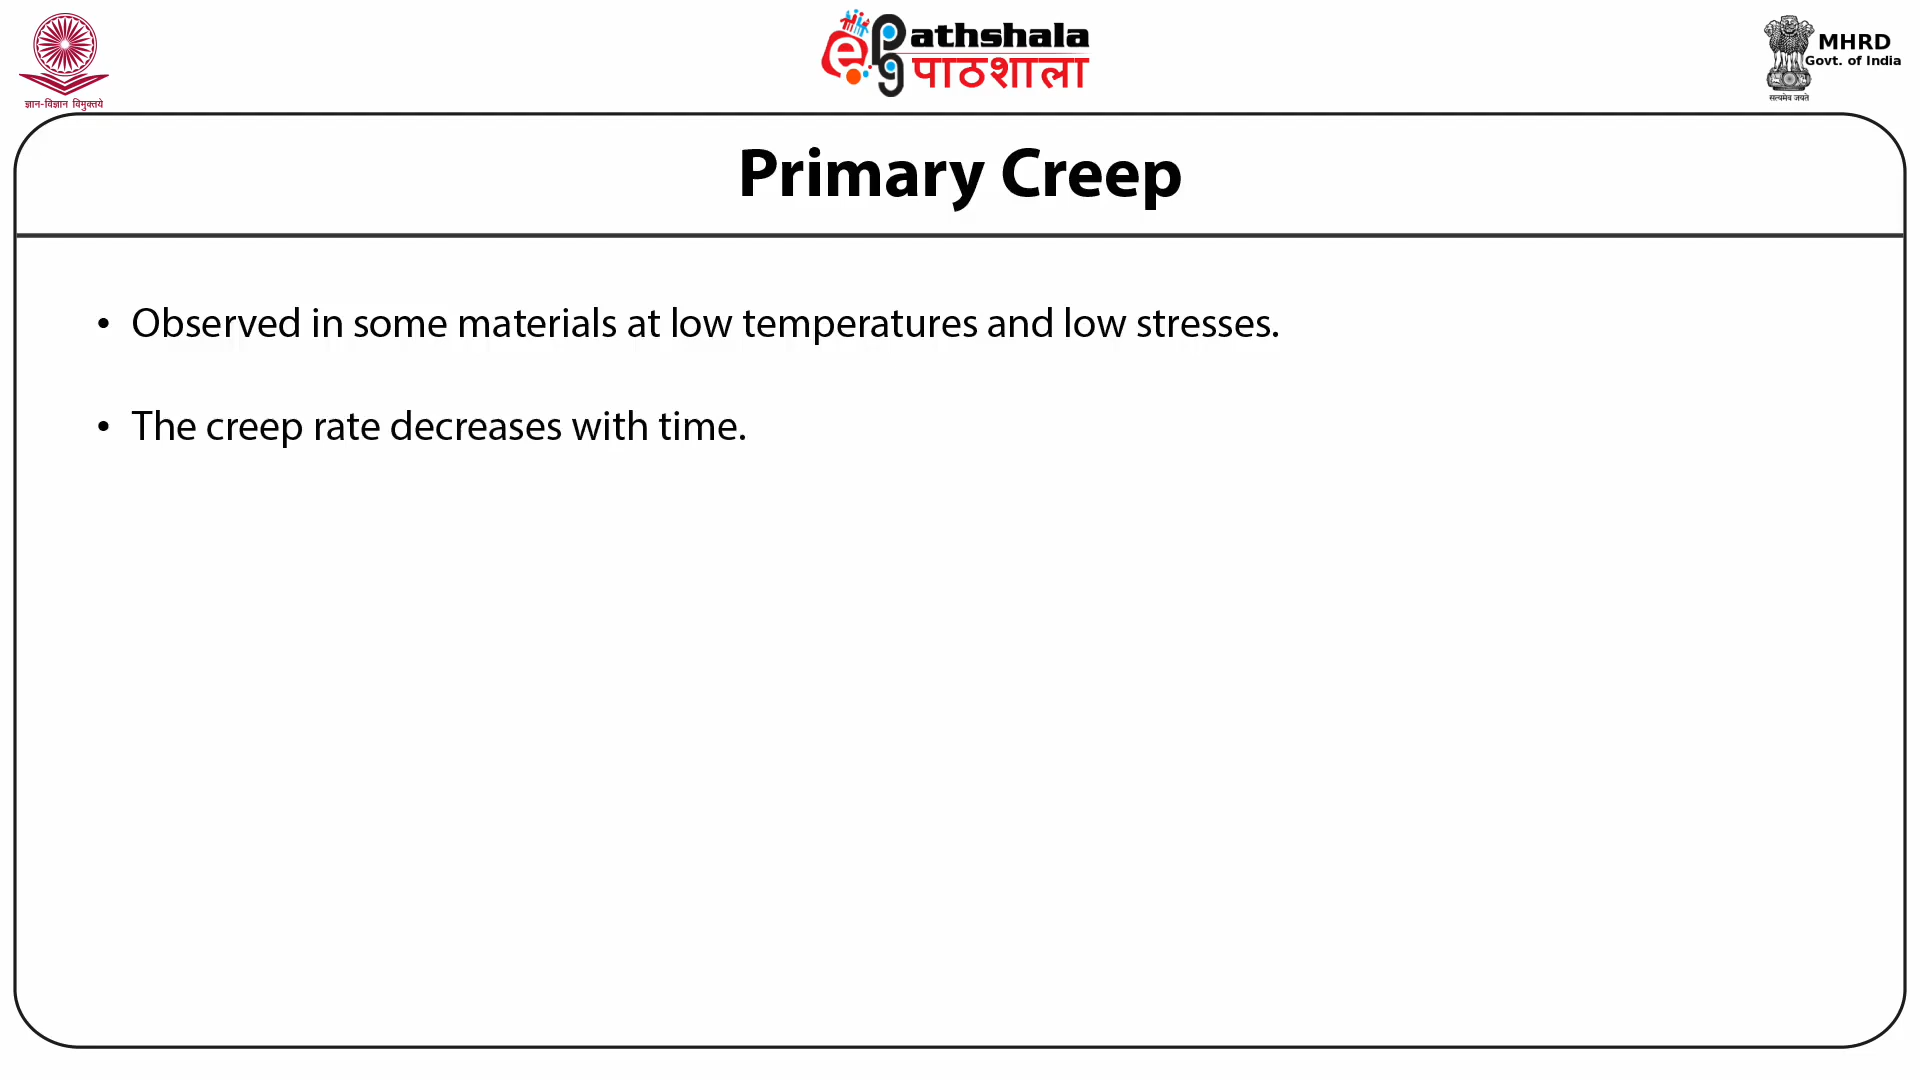 ज्ञान-विज्ञान विमुक्तये
ePathshala
पाठशाला
MHRD
Govt. of India
सत्यमेव जयते
Primary Creep
• Observed in some materials at low temperatures and low stresses.
• The creep rate decreases with time.